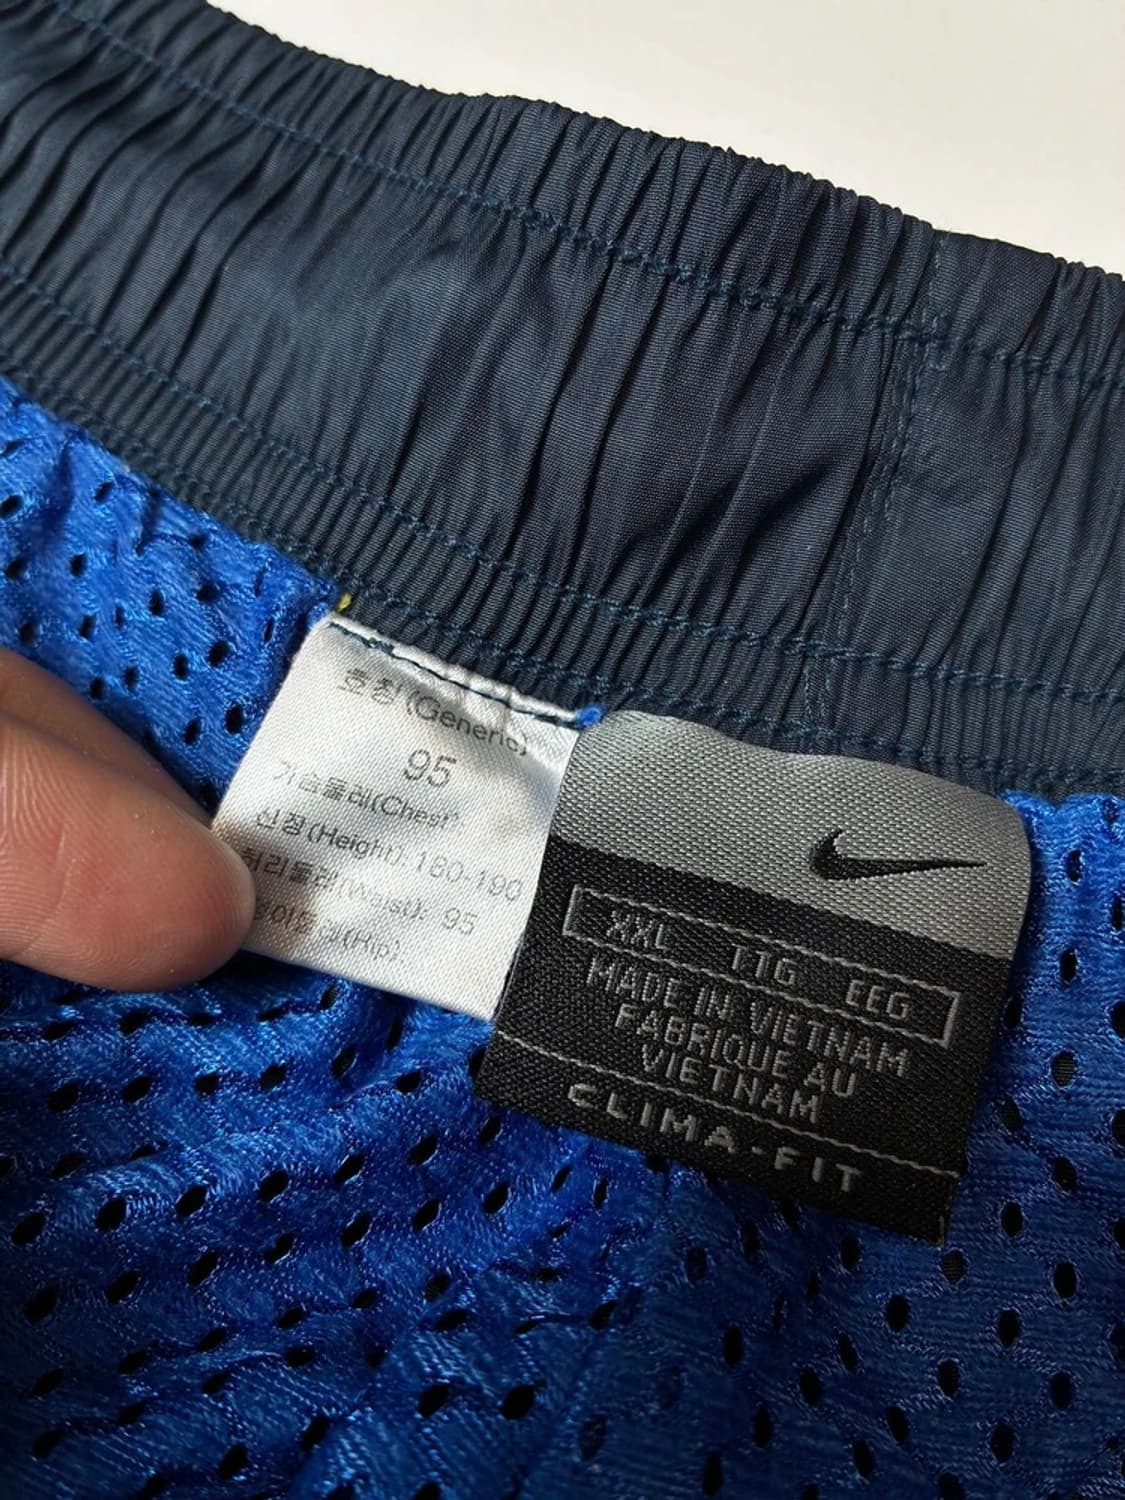 호칭(Generic)
95
가슴둘레(Chest):
신장(Height): 180-190
허리둘레(Waist): 95
(Hip):
XXL TTG EEG
MADE IN VIETNAM
FABRIQUE AU
VIETNAM
CLIMA-FIT